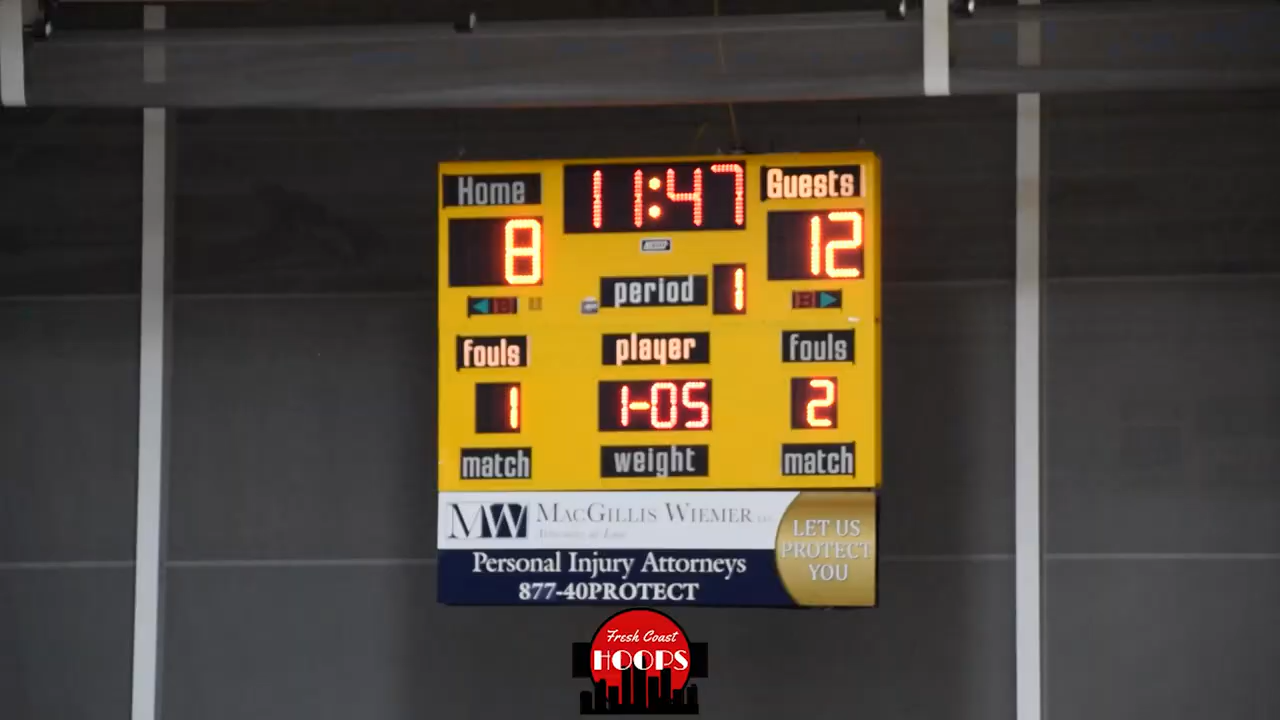 Home
11:47
Guests
8
12
period
1
B
B
fouls
player
fouls
1
1-05
2
match
weight
match
MW
MACGILLIS WIEMER
Personal Injury Attorneys
877-40PROTECT
LET US
PROTECT
YOU
Fresh Coast
HOOPS